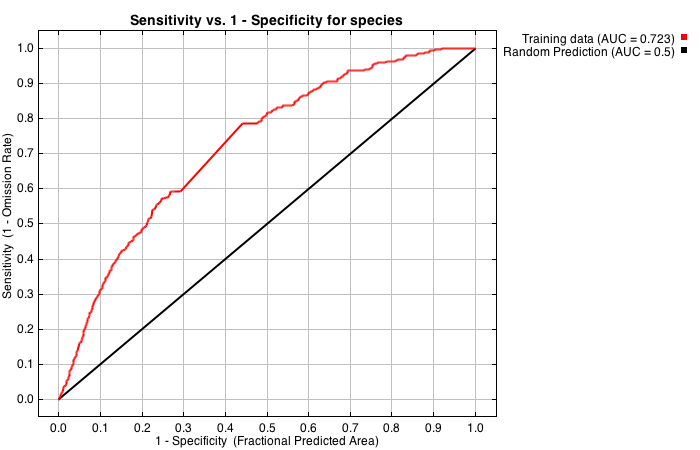 Sensitivity vs. 1 - Specificity for species
Training data (AUC = 0.723)
Random Prediction (AUC = 0.5)
Sensitivity (1 - Omission Rate)
1.0
0.9
0.8
0.7
0.6
0.5
0.4
0.3
0.2
0.1
0.0
0.0 0.1 0.2 0.3 0.4 0.5 0.6 0.7 0.8 0.9 1.0
1 - Specificity (Fractional Predicted Area)